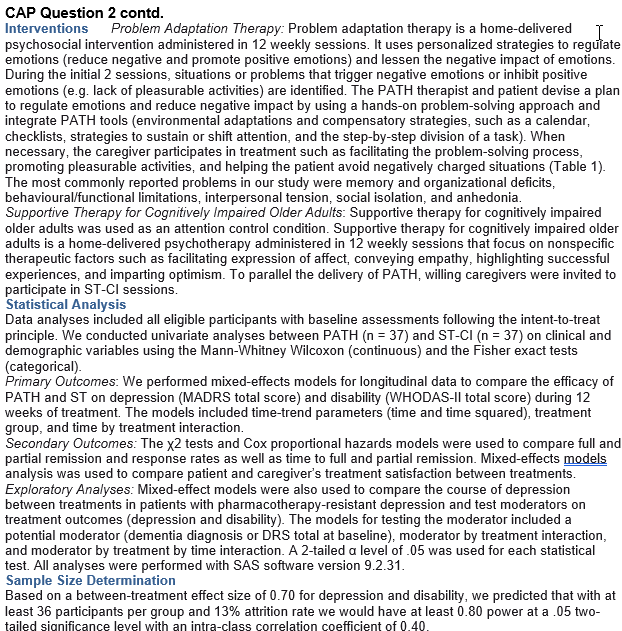 CAP Question 2 contd.
Interventions Problem Adaptation Therapy: Problem adaptation therapy is a home-delivered
psychosocial intervention administered in 12 weekly sessions. It uses personalized strategies to regulate
emotions (reduce negative and promote positive emotions) and lessen the negative impact of emotions.
During the initial 2 sessions, situations or problems that trigger negative emotions or inhibit positive
emotions (e.g. lack of pleasurable activities) are identified. The PATH therapist and patient devise a plan
to regulate emotions and reduce negative impact by using a hands-on problem-solving approach and
integrate PATH tools (environmental adaptations and compensatory strategies, such as a calendar,
checklists, strategies to sustain or shift attention, and the step-by-step division of a task). When
necessary, the caregiver participates in treatment such as facilitating the problem-solving process,
promoting pleasurable activities, and helping the patient avoid negatively charged situations (Table 1).
The most commonly reported problems in our study were memory and organizational deficits,
behavioural/functional limitations, interpersonal tension, social isolation, and anhedonia.
Supportive Therapy for Cognitively Impaired Older Adults: Supportive therapy for cognitively impaired
older adults was used as an attention control condition. Supportive therapy for cognitively impaired older
adults is a home-delivered psychotherapy administered in 12 weekly sessions that focus on nonspecific
therapeutic factors such as facilitating expression of affect, conveying empathy, highlighting successful
experiences, and imparting optimism. To parallel the delivery of PATH, willing caregivers were invited to
participate in ST-CI sessions.
Statistical Analysis
Data analyses included all eligible participants with baseline assessments following the intent-to-treat
principle. We conducted univariate analyses between PATH (n = 37) and ST-CI (n = 37) on clinical and
demographic variables using the Mann-Whitney Wilcoxon (continuous) and the Fisher exact tests
(categorical).
Primary Outcomes: We performed mixed-effects models for longitudinal data to compare the efficacy of
PATH and ST on depression (MADRS total score) and disability (WHODAS-II total score) during 12
weeks of treatment. The models included time-trend parameters (time and time squared), treatment
group, and time by treatment interaction.
Secondary Outcomes: The χ2 tests and Cox proportional hazards models were used to compare full and
partial remission and response rates as well as time to full and partial remission. Mixed-effects models
analysis was used to compare patient and caregiver's treatment satisfaction between treatments.
Exploratory Analyses: Mixed-effect models were also used to compare the course of depression
between treatments in patients with pharmacotherapy-resistant depression and test moderators on
treatment outcomes (depression and disability). The models for testing the moderator included a
potential moderator (dementia diagnosis or DRS total at baseline), moderator by treatment interaction,
and moderator by treatment by time interaction. A 2-tailed α level of .05 was used for each statistical
test. All analyses were performed with SAS software version 9.2.31.
Sample Size Determination
Based on a between-treatment effect size of 0.70 for depression and disability, we predicted that with at
least 36 participants per group and 13% attrition rate we would have at least 0.80 power at a .05 two-
tailed significance level with an intra-class correlation coefficient of 0.40.